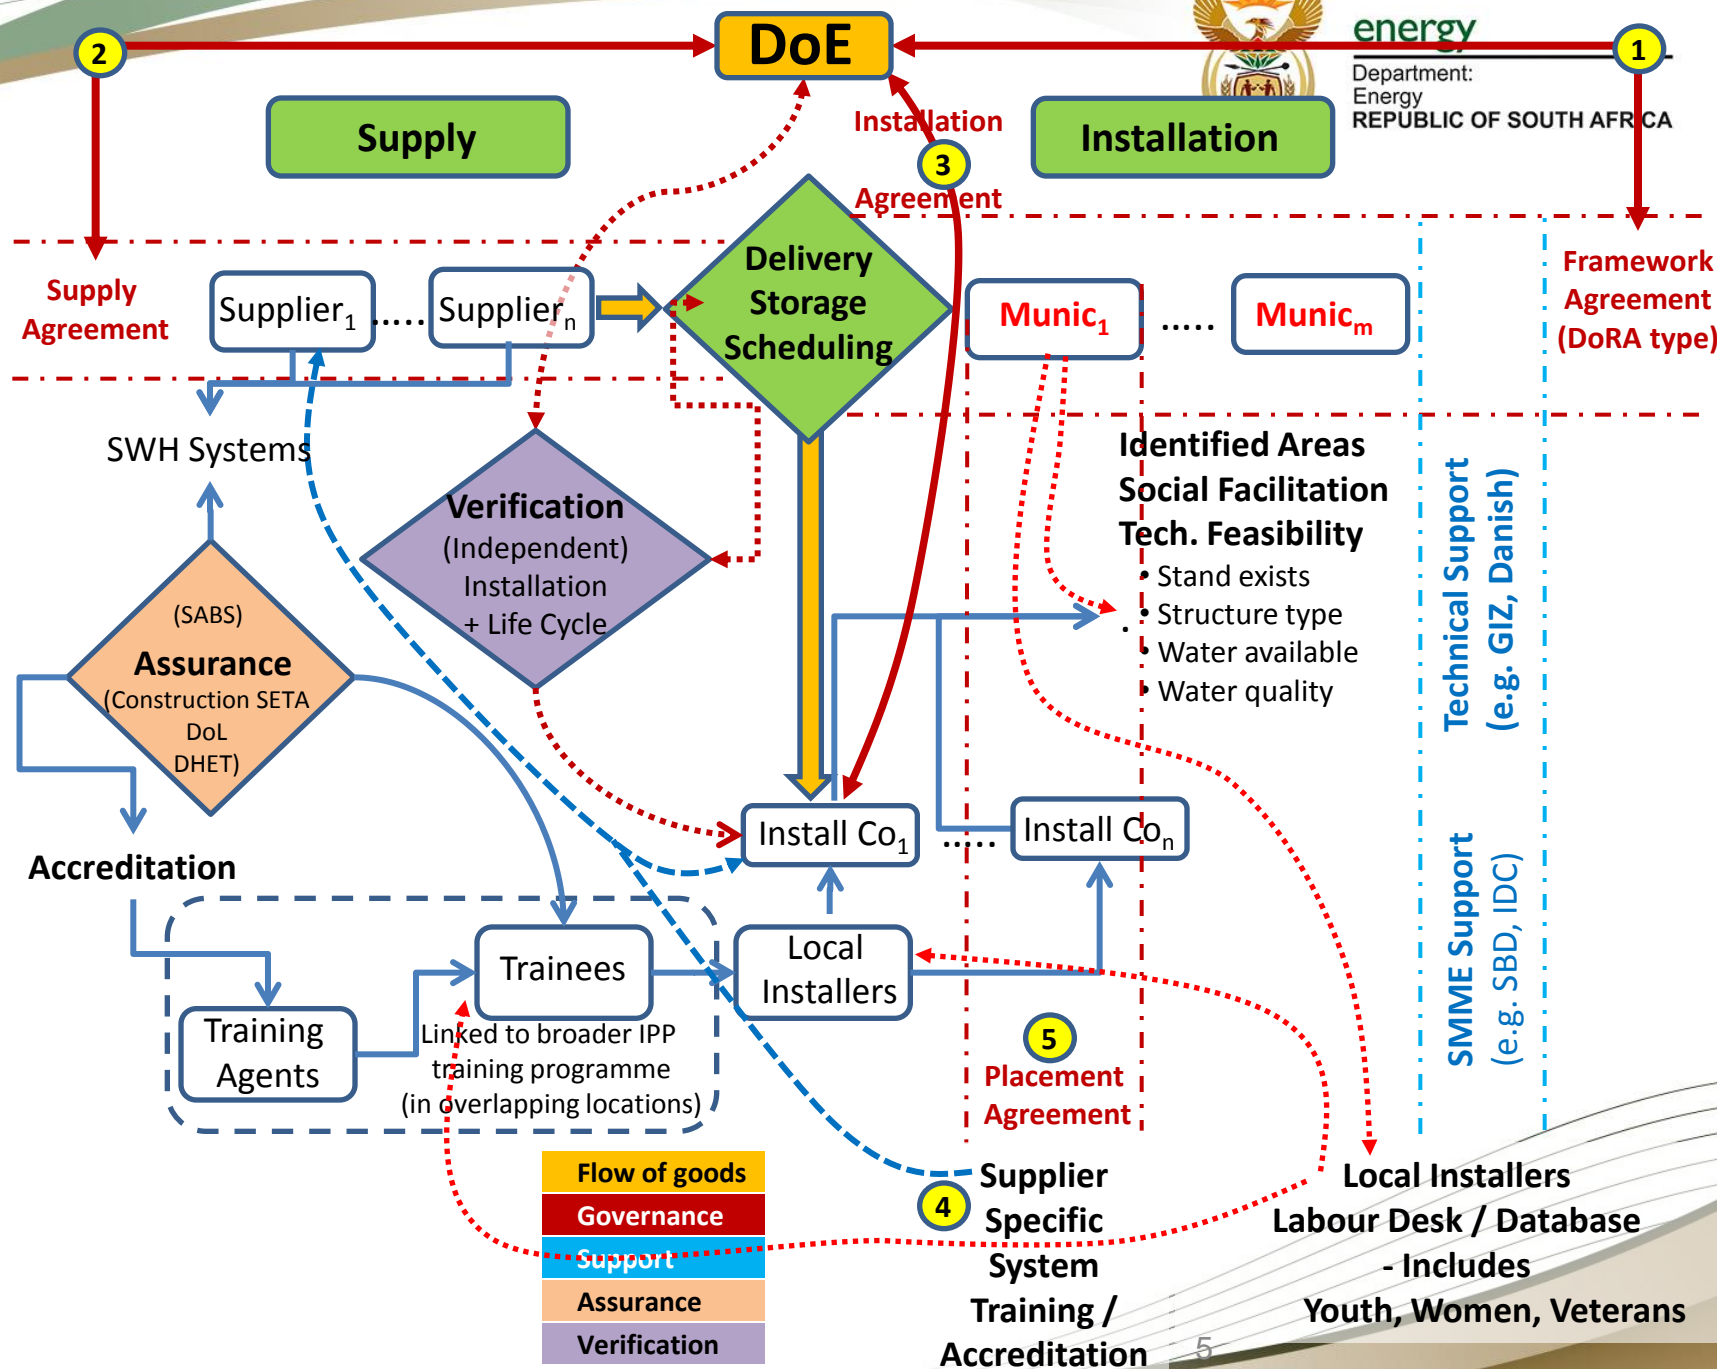 DoE
energy
Department:
Energy
REPUBLIC OF SOUTH AFRICA
2
1
Supply
Installation
Installation
3
Agreement
Supply
Agreement
Supplier1
.....
Suppliern
Delivery
Storage
Scheduling
Munic1
.....
Municm
Framework
Agreement
(DoRA type)
SWH Systems
Verification
(Independent)
Installation
+ Life Cycle
Identified Areas
Social Facilitation
Tech. Feasibility
• Stand exists
• Structure type
• Water available
• Water quality
.
Technical Support
(e.g. GIZ, Danish)
(SABS)
Assurance
(Construction SETA
DoL
DHET)
Accreditation
Install Co1
.....
Install Con
SMME Support
(e.g. SBD, IDC)
Trainees
Local
Installers
Training
Agents
Linked to broader IPP
training programme
(in overlapping locations)
5
Placement
Agreement
Flow of goods
Governance
Support
Assurance
Verification
4
Supplier
Specific
System
Training /
Accreditation
Local Installers
Labour Desk / Database
- Includes
Youth, Women, Veterans
5